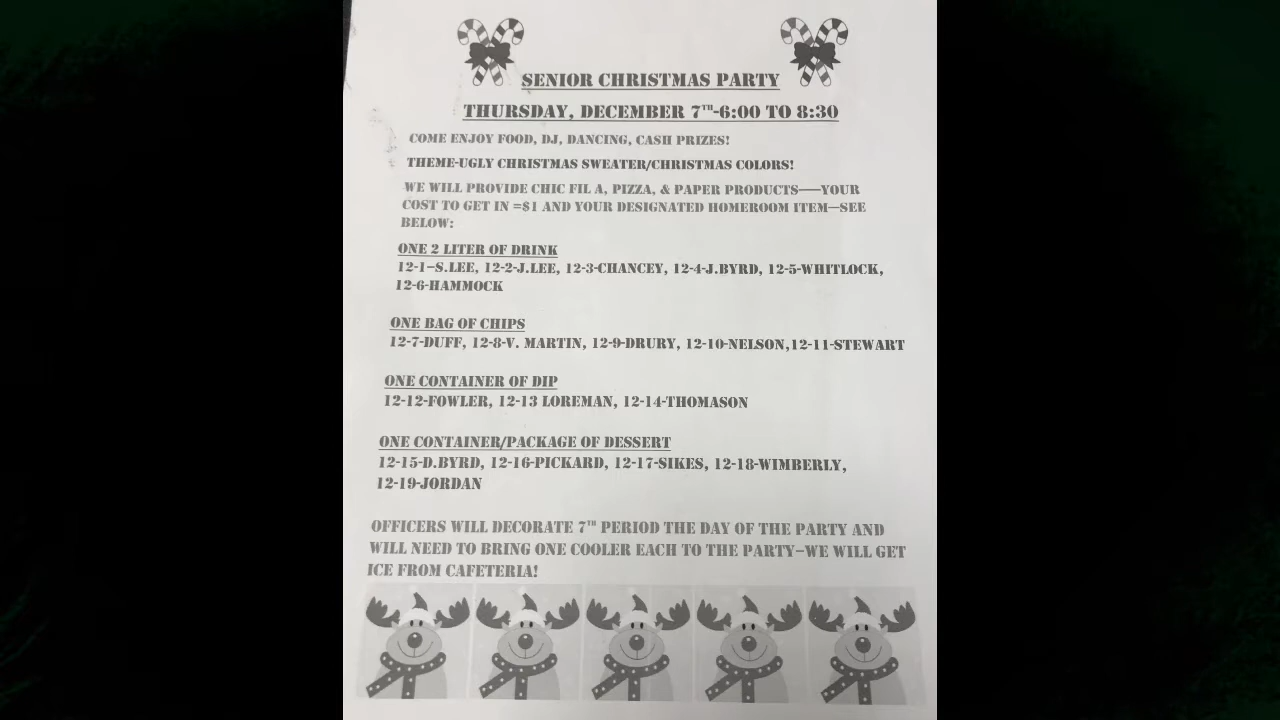 SENIOR CHRISTMAS PARTY
THURSDAY, DECEMBER 7TH-6:00 TO 8:30
COME ENJOY FOOD, DJ, DANCING, CASH PRIZES!
THEME-UGLY CHRISTMAS SWEATER/CHRISTMAS COLORS!
WE WILL PROVIDE CHIC FIL A, PIZZA, & PAPER PRODUCTS——YOUR
COST TO GET IN =$1 AND YOUR DESIGNATED HOMEROOM ITEM—SEE
BELOW:
ONE 2 LITER OF DRINK
12-1–S.LEE, 12-2-J.LEE, 12-3-CHANCEY, 12-4-J.BYRD, 12-5-WHITLOCK,
12-6-HAMMOCK
ONE BAG OF CHIPS
12-7-DUFF, 12-8-V. MARTIN, 12-9-DRURY, 12-10-NELSON,12-11-STEWART
ONE CONTAINER OF DIP
12-12-FOWLER, 12-13 LOREMAN, 12-14-THOMASON
ONE CONTAINER/PACKAGE OF DESSERT
12-15-D.BYRD, 12-16-PICKARD, 12-17-SIKES, 12-18-WIMBERLY,
12-19-JORDAN
OFFICERS WILL DECORATE 7TH PERIOD THE DAY OF THE PARTY AND
WILL NEED TO BRING ONE COOLER EACH TO THE PARTY–WE WILL GET
ICE FROM CAFETERIA!